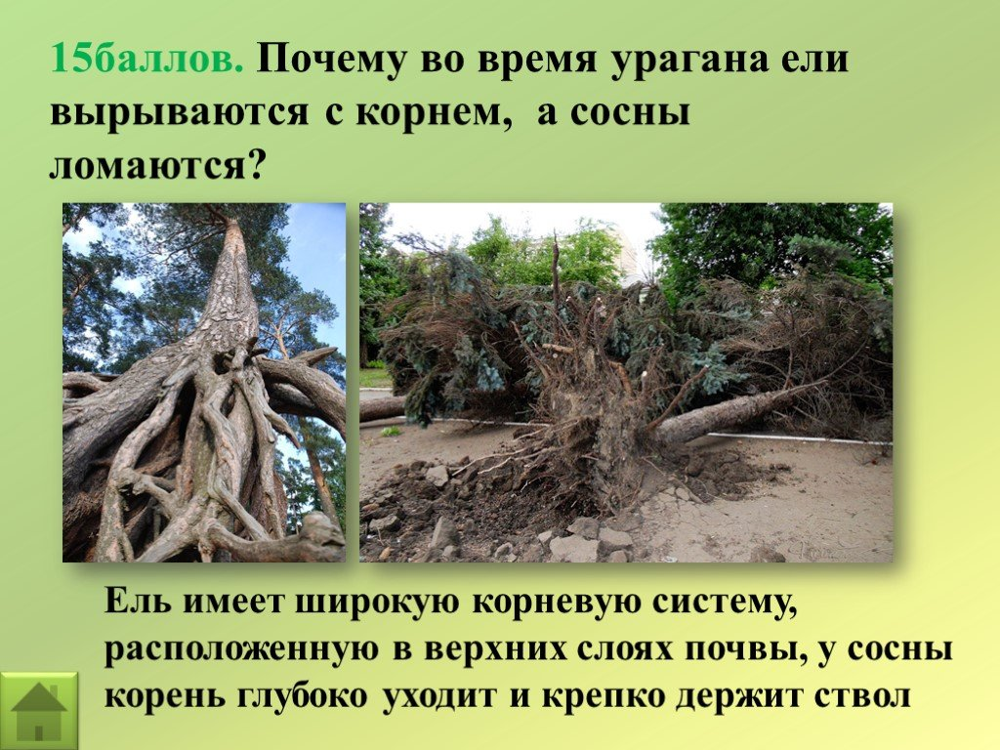 15баллов. Почему во время урагана ели
вырываются с корнем, а сосны
ломаются?
Ель имеет широкую корневую систему,
расположенную в верхних слоях почвы, у сосны
корень глубоко уходит и крепко держит ствол